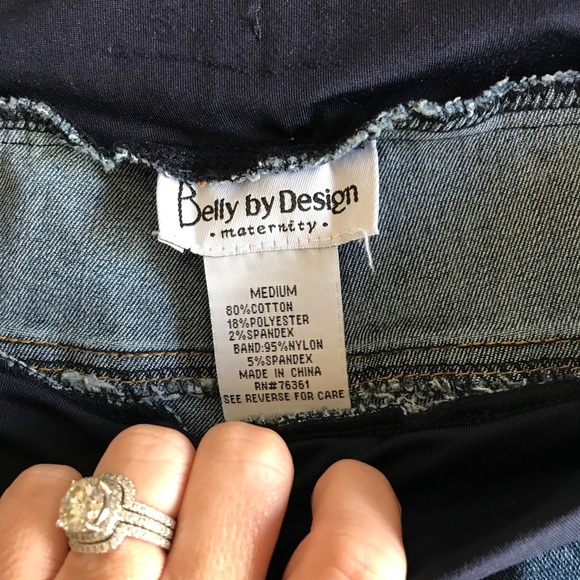 Belly by Design
• maternity •
MEDIUM
80%COTTON
18%POLYESTER
2%SPANDEX
BAND:95%NYLON
5%SPANDEX
MADE IN CHINA
RN#76361
SEE REVERSE FOR CARE